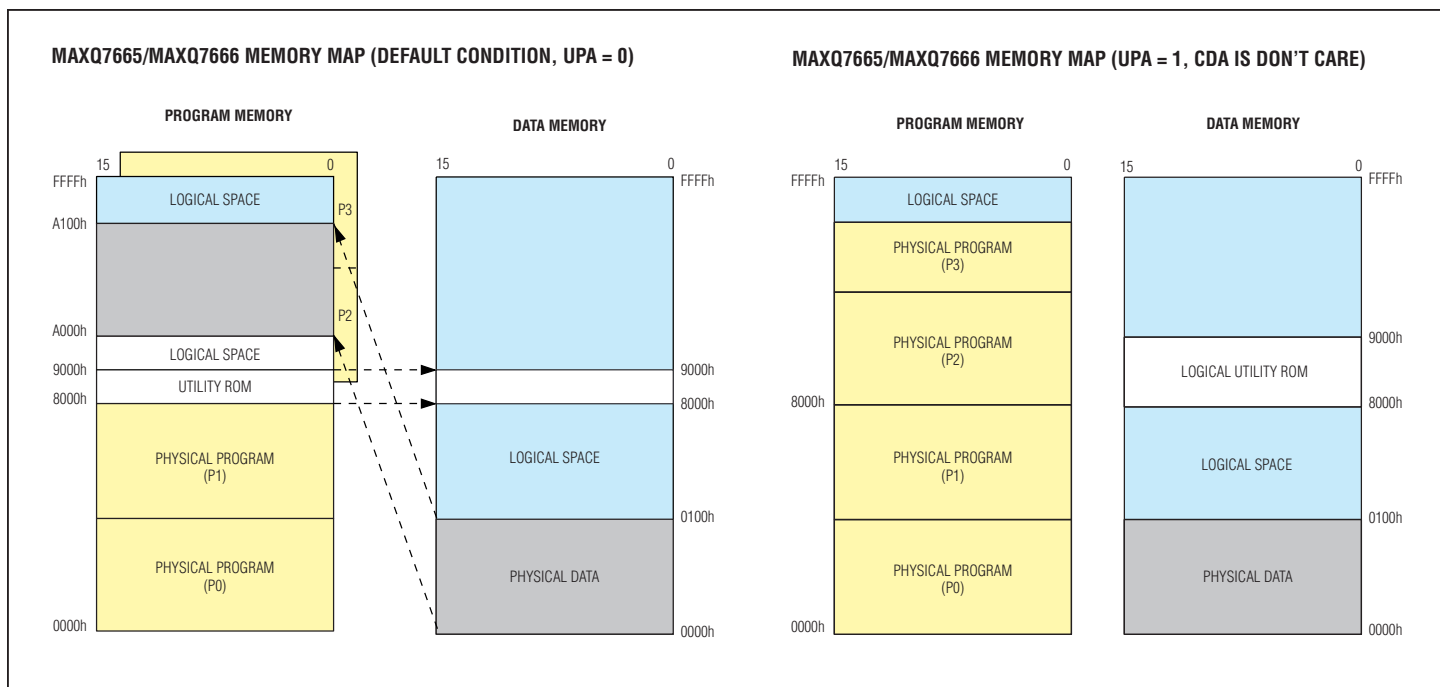 MAXQ7665/MAXQ7666 MEMORY MAP (DEFAULT CONDITION, UPA = 0)
PROGRAM MEMORY
15
0
FFFFh
LOGICAL SPACE
P3
A100h
P2
A000h
LOGICAL SPACE
9000h
UTILITY ROM
8000h
PHYSICAL PROGRAM
(P1)
PHYSICAL PROGRAM
(P0)
0000h
DATA MEMORY
15
0
FFFFh
9000h
8000h
LOGICAL SPACE
0100h
PHYSICAL DATA
0000h
MAXQ7665/MAXQ7666 MEMORY MAP (UPA = 1, CDA IS DON'T CARE)
PROGRAM MEMORY
15
0
FFFFh
LOGICAL SPACE
PHYSICAL PROGRAM
(P3)
PHYSICAL PROGRAM
(P2)
8000h
PHYSICAL PROGRAM
(P1)
PHYSICAL PROGRAM
(P0)
0000h
DATA MEMORY
15
0
FFFFh
9000h
LOGICAL UTILITY ROM
8000h
LOGICAL SPACE
0100h
PHYSICAL DATA
0000h